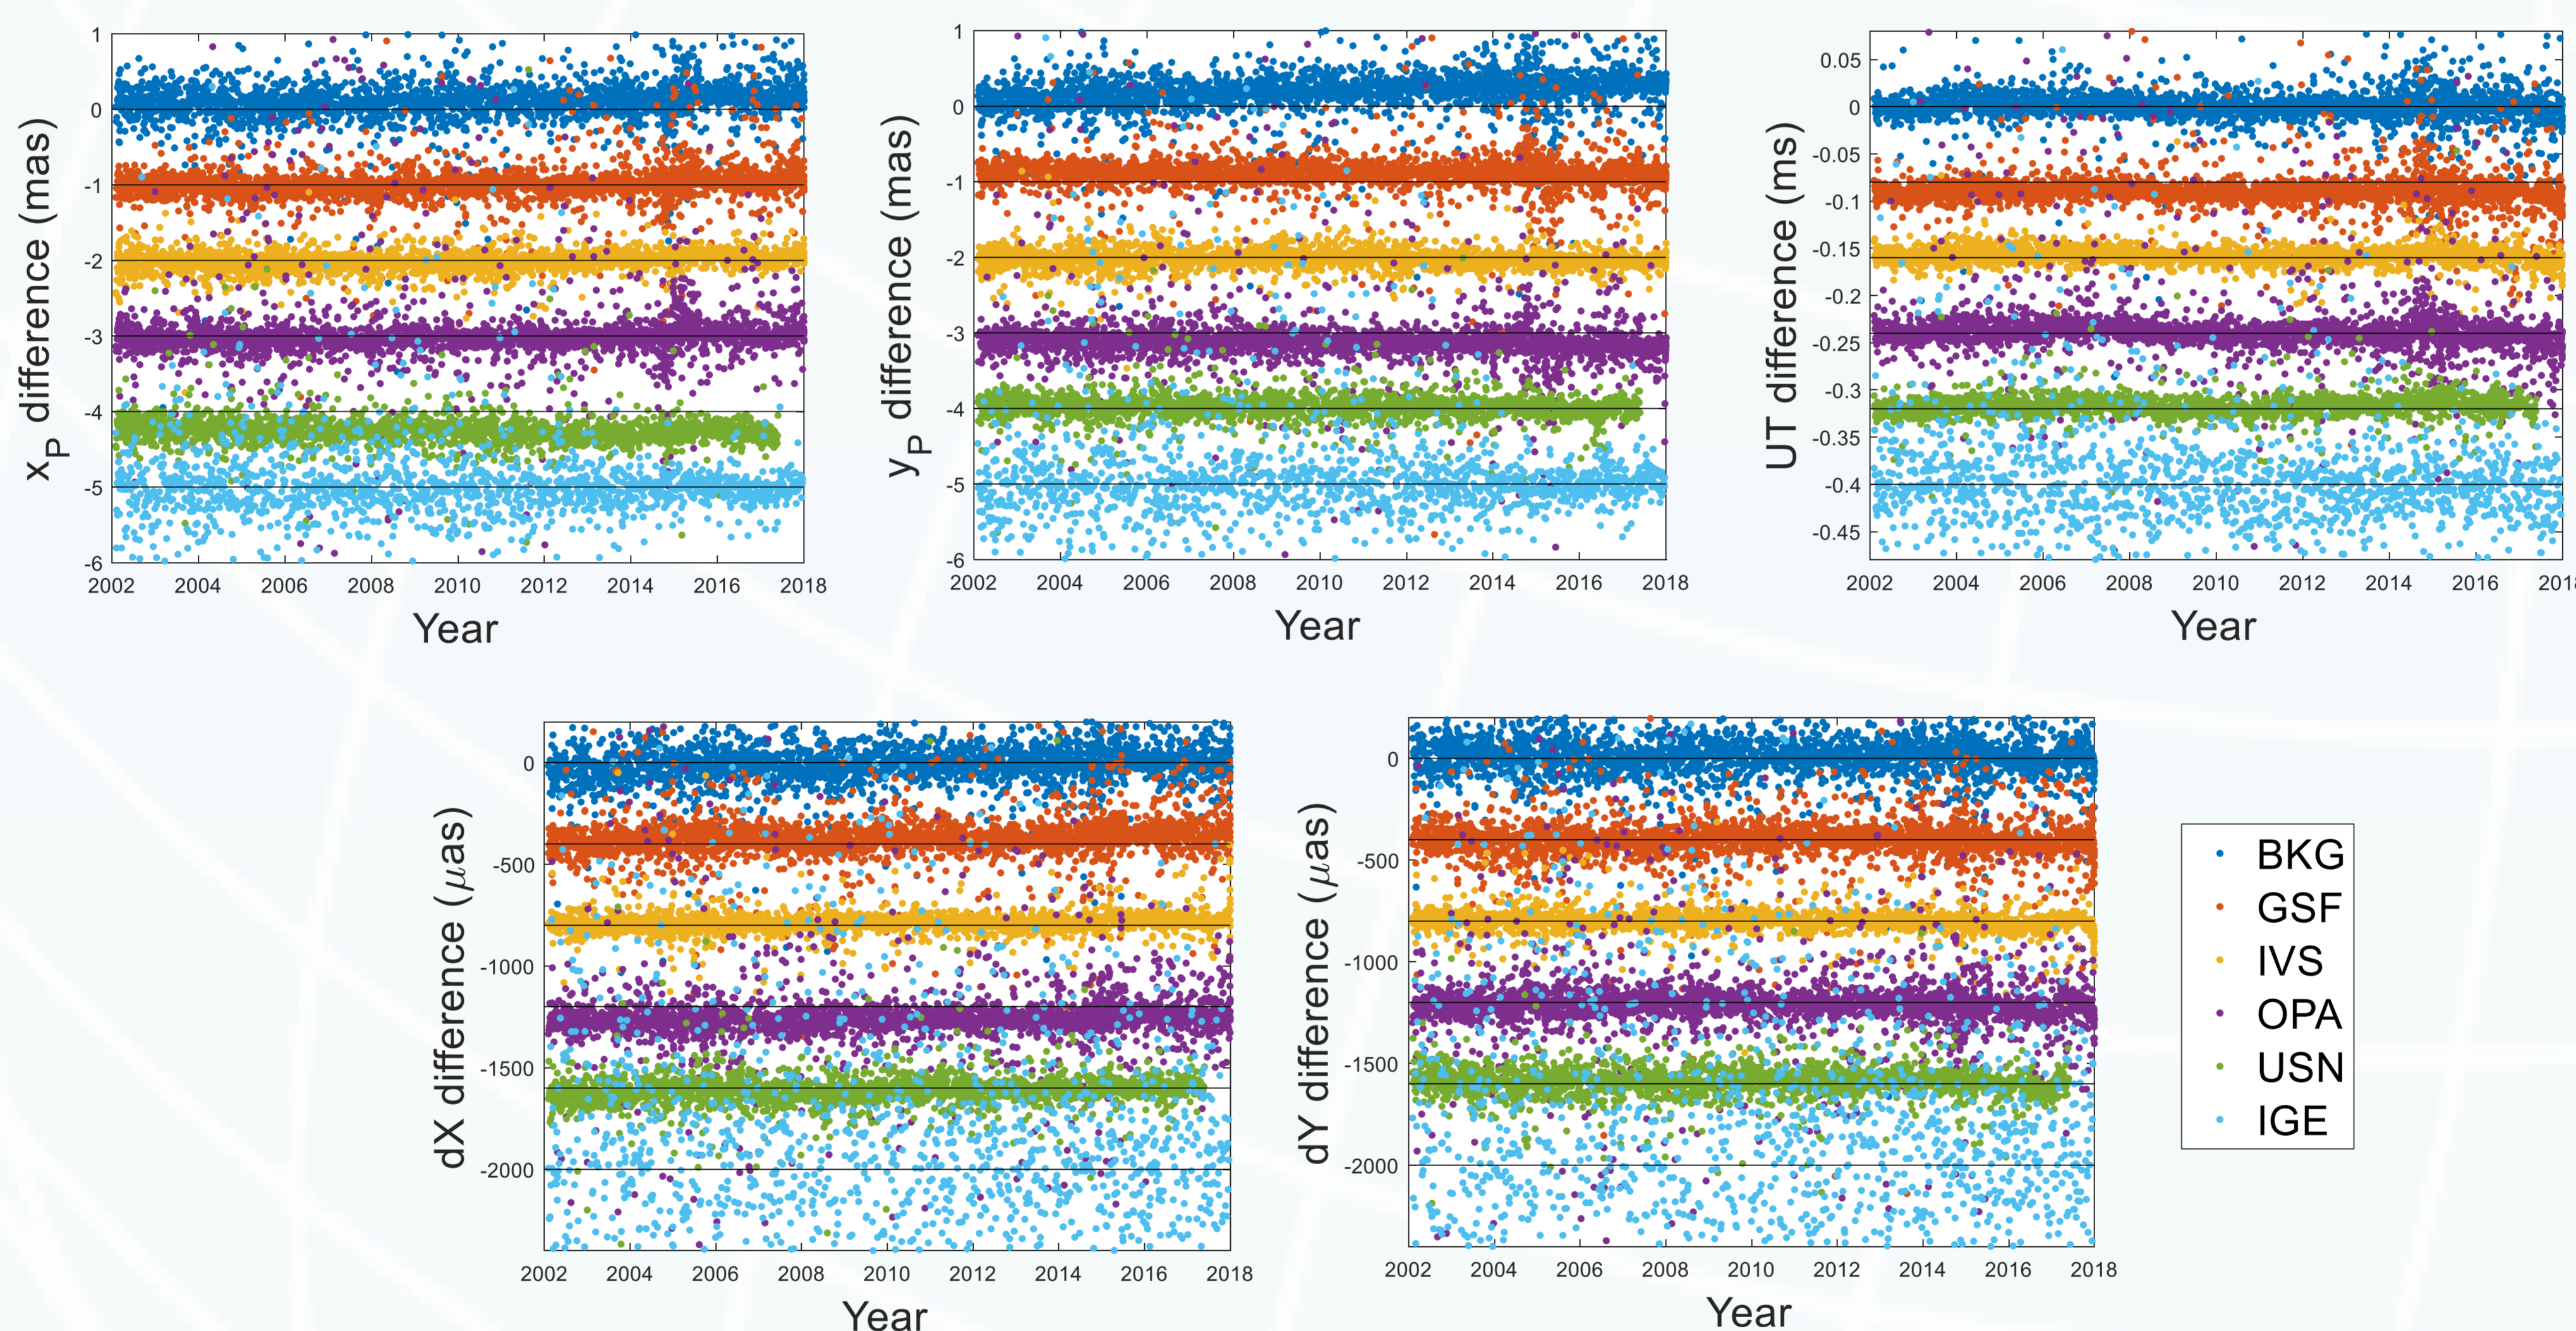 x_P difference (mas)
1
0
-1
-2
-3
-4
-5
-6
2002 2004 2006 2008 2010 2012 2014 2016 2018
Year
y_P difference (mas)
1
0
-1
-2
-3
-4
-5
-6
2002 2004 2006 2008 2010 2012 2014 2016 2018
Year
UT difference (ms)
0.05
0
-0.05
-0.1
-0.15
-0.2
-0.25
-0.3
-0.35
-0.4
-0.45
2002 2004 2006 2008 2010 2012 2014 2016 2018
Year
dX difference (μas)
0
-500
-1000
-1500
-2000
2002 2004 2006 2008 2010 2012 2014 2016 2018
Year
dY difference (μas)
0
-500
-1000
-1500
-2000
2002 2004 2006 2008 2010 2012 2014 2016 2018
Year
BKG
GSF
IVS
OPA
USN
IGE